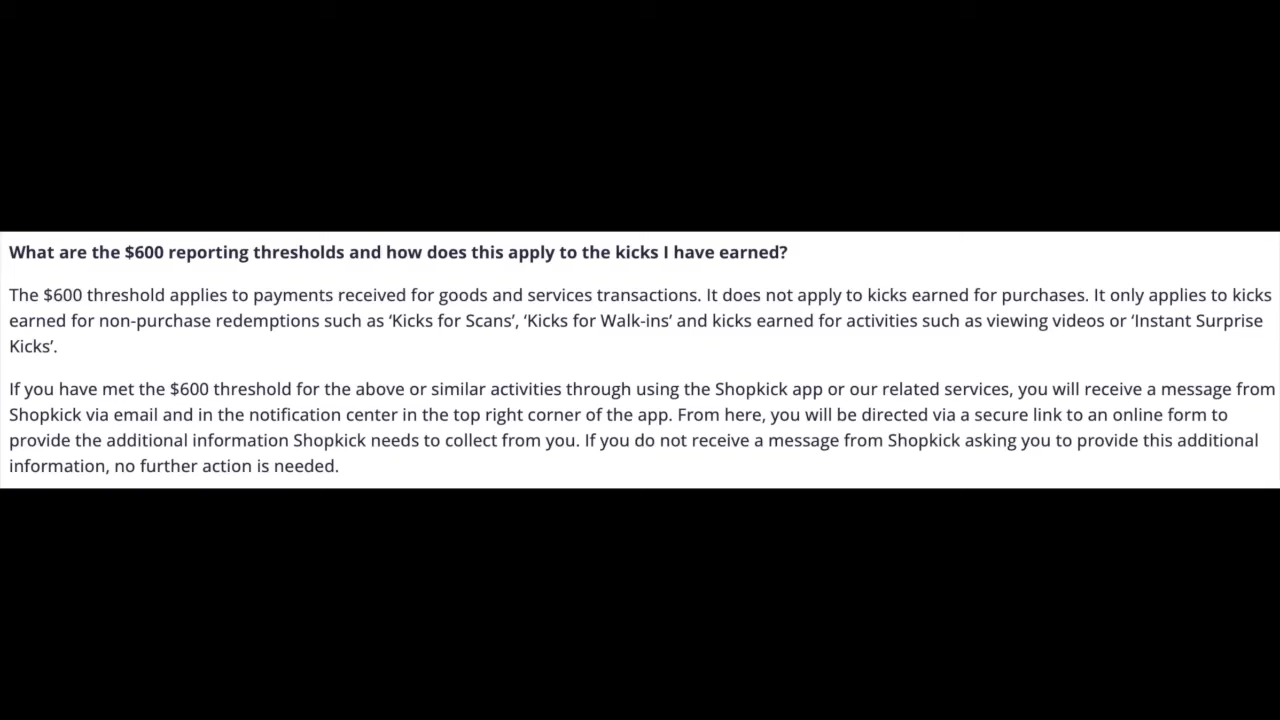 What are the $600 reporting thresholds and how does this apply to the kicks I have earned?
The $600 threshold applies to payments received for goods and services transactions. It does not apply to kicks earned for purchases. It only applies to kicks
earned for non-purchase redemptions such as ‘Kicks for Scans’, ‘Kicks for Walk-ins’ and kicks earned for activities such as viewing videos or ‘Instant Surprise
Kicks’.
If you have met the $600 threshold for the above or similar activities through using the Shopkick app or our related services, you will receive a message from
Shopkick via email and in the notification center in the top right corner of the app. From here, you will be directed via a secure link to an online form to
provide the additional information Shopkick needs to collect from you. If you do not receive a message from Shopkick asking you to provide this additional
information, no further action is needed.